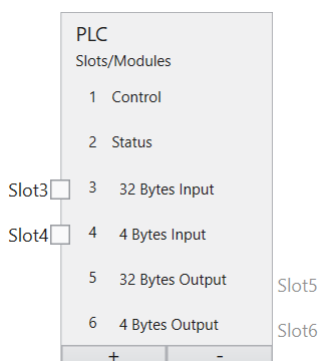 PLC
Slots/Modules
1 Control
2 Status
Slot3 3 32 Bytes Input
Slot4 4 4 Bytes Input
5 32 Bytes Output Slot5
6 4 Bytes Output Slot6
+ -